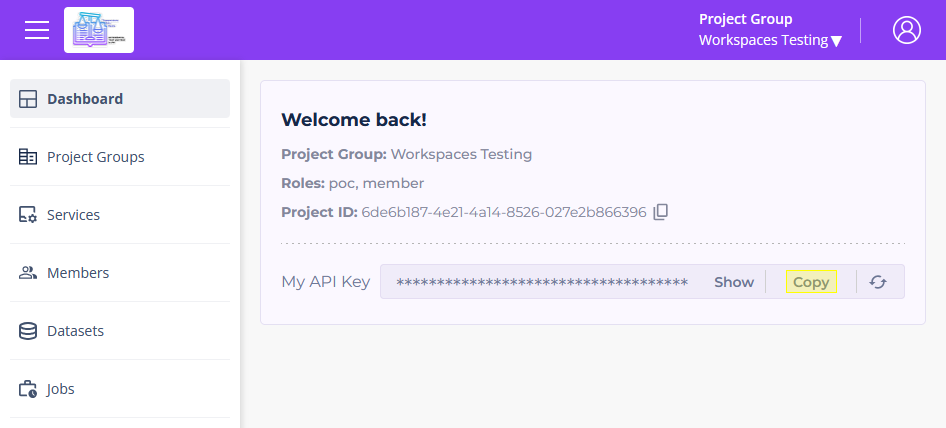 Project Group
Workspaces Testing ▼
Dashboard
Project Groups
Services
Members
Datasets
Jobs
Welcome back!
Project Group: Workspaces Testing
Roles: poc, member
Project ID: 6de6b187-4e21-4a14-8526-027e2b866396
My API Key ************************************ Show Copy